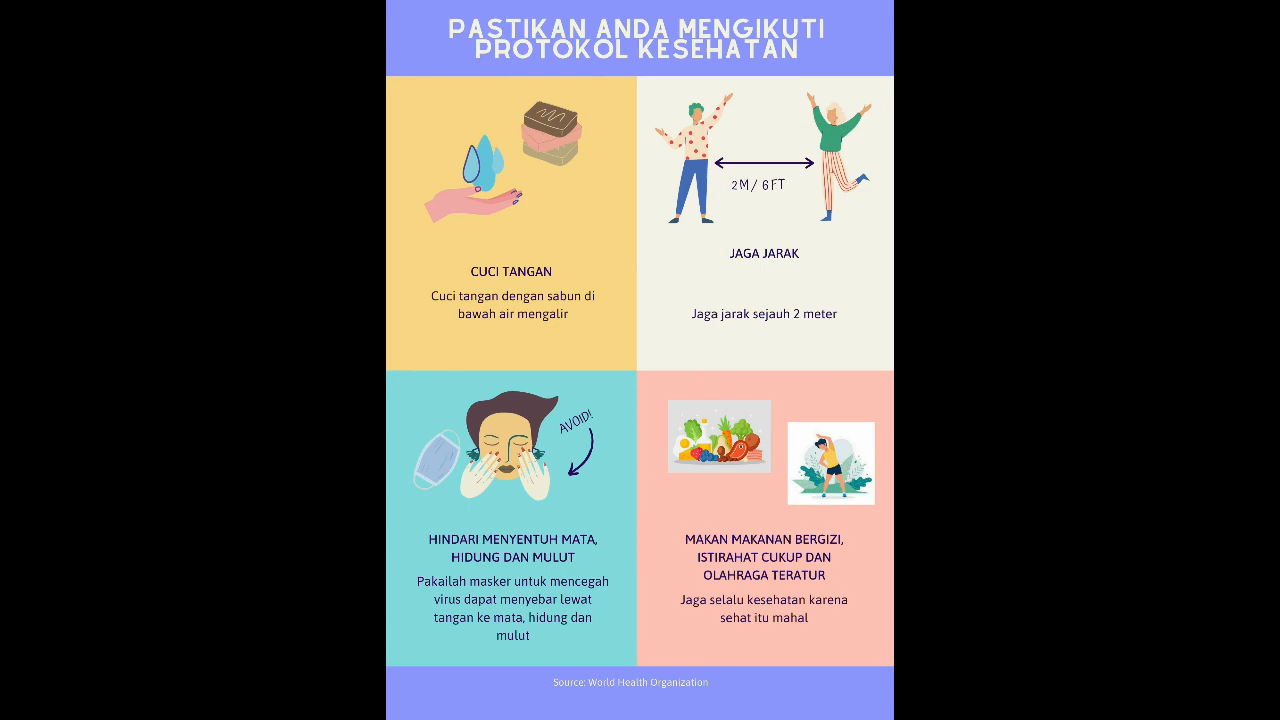 PASTIKAN ANDA MENGIKUTI
PROTOKOL KESEHATAN
2M/ 6FT
CUCI TANGAN
Cuci tangan dengan sabun di
bawah air mengalir
JAGA JARAK
Jaga jarak sejauh 2 meter
AVOID!
HINDARI MENYENTUH MATA,
HIDUNG DAN MULUT
Pakailah masker untuk mencegah
virus dapat menyebar lewat
tangan ke mata, hidung dan
mulut
MAKAN MAKANAN BERGIZI,
ISTIRAHAT CUKUP DAN
OLAHRAGA TERATUR
Jaga selalu kesehatan karena
sehat itu mahal
Source: World Health Organization